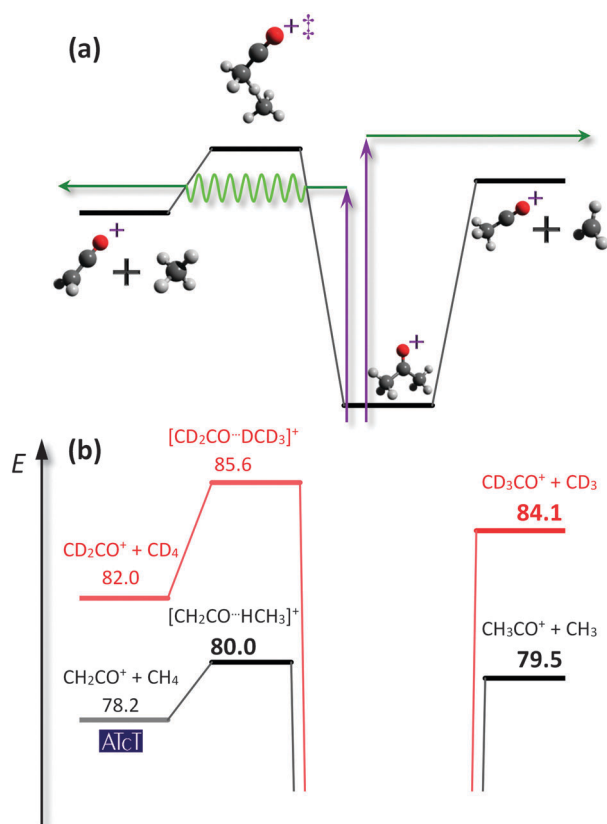 (a)
+‡
+
+
+
+
+
(b)
E
[CD₂CO···DCD₃]⁺
85.6
CD₃CO⁺ + CD₃
84.1
CD₂CO⁺ + CD₄
82.0
[CH₂CO···HCH₃]⁺
80.0
CH₃CO⁺ + CH₃
79.5
CH₂CO⁺ + CH₄
78.2
ATcT